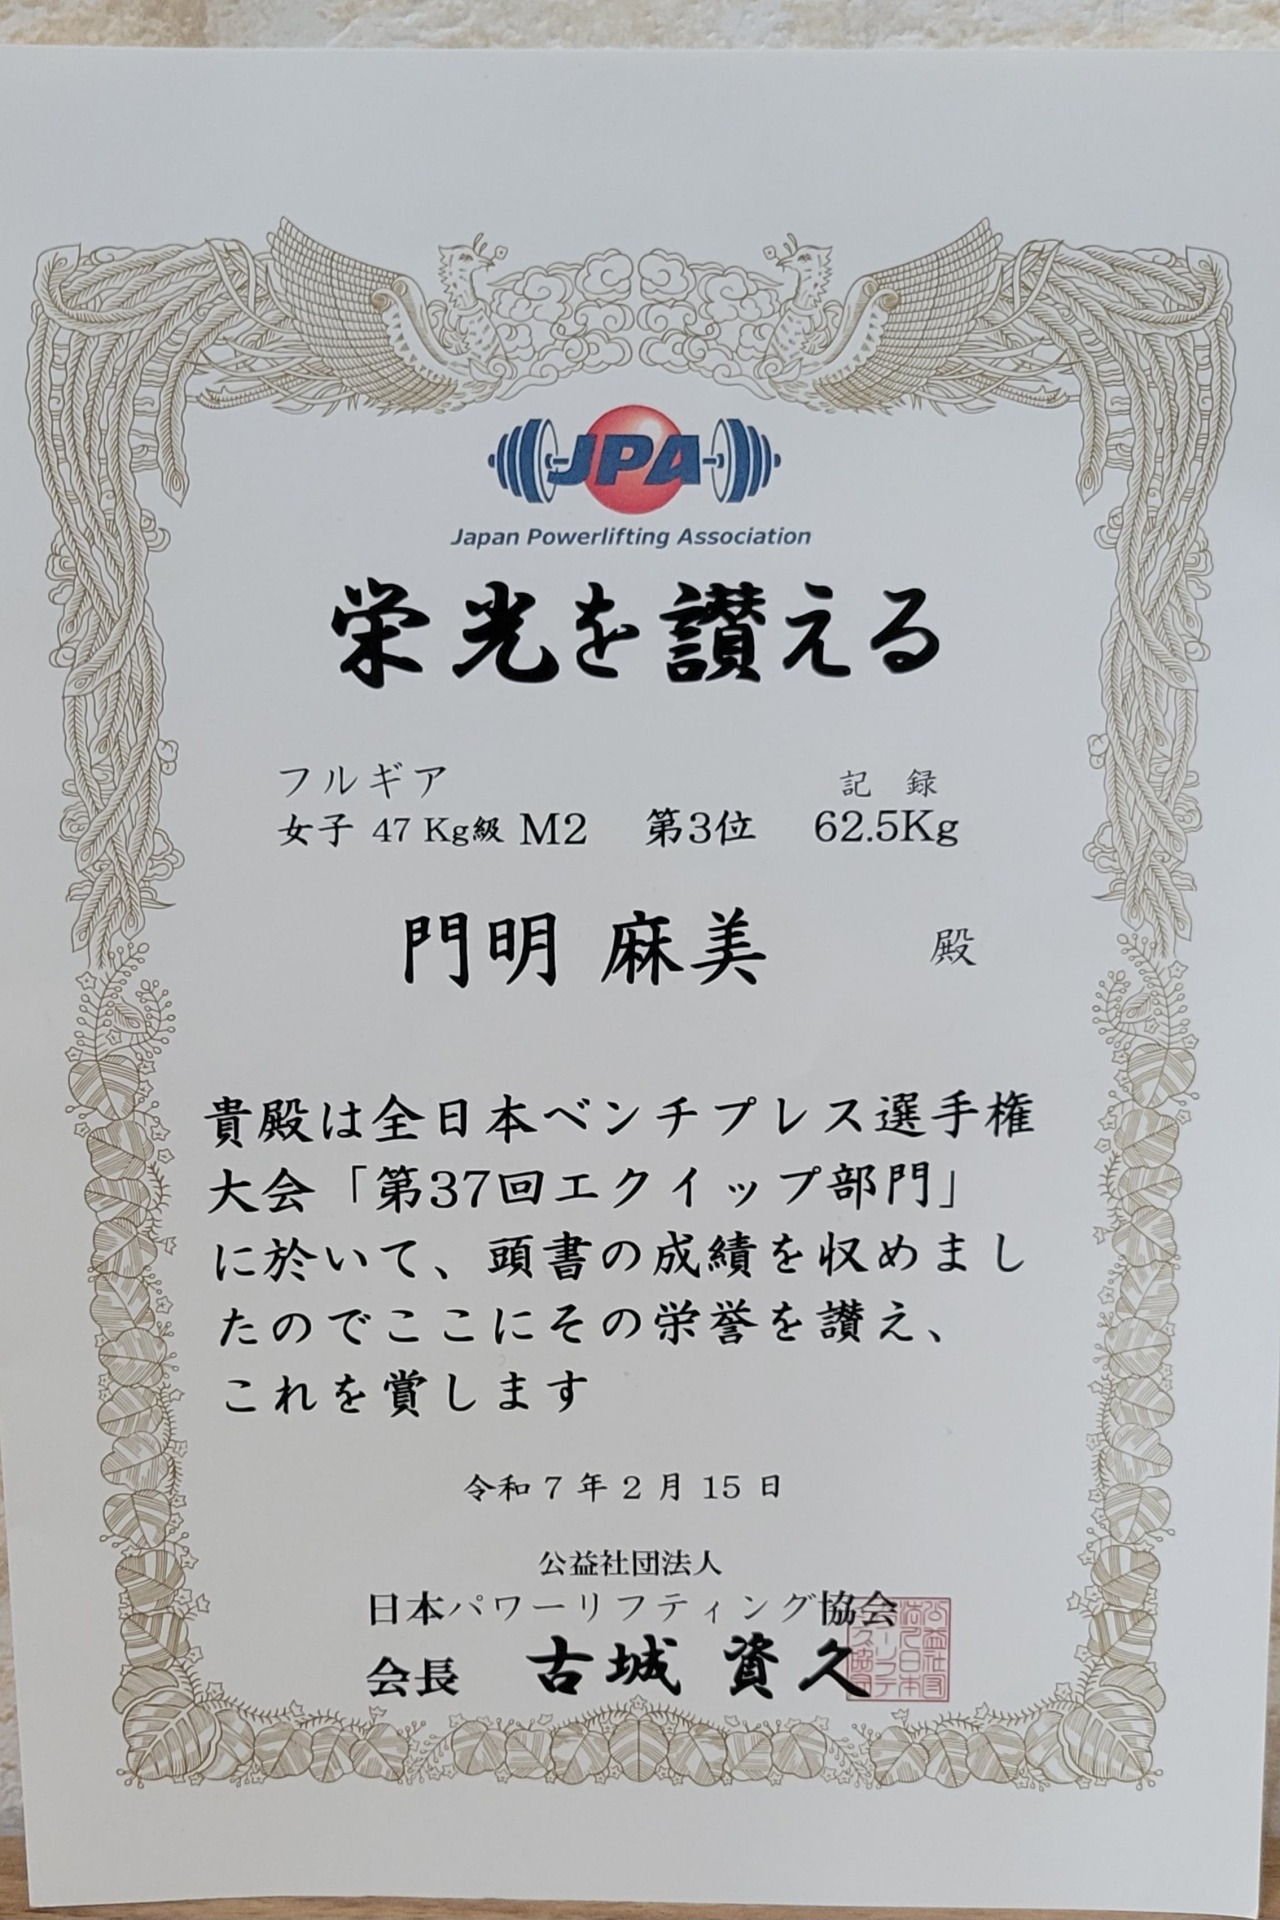 JPA
Japan Powerlifting Association
栄光を讃える
フルギア
記 録
女子 47 Kg級 M2 第3位 62.5Kg
門明 麻美 殿
貴殿は全日本ベンチプレス選手権
大会「第37回エクイップ部門」
に於いて、頭書の成績を収めまし
たのでここにその栄誉を讃え、
これを賞します
令和 7 年 2 月 15 日
公益社団法人
日本パワーリフティング協会
会長 古城 資久